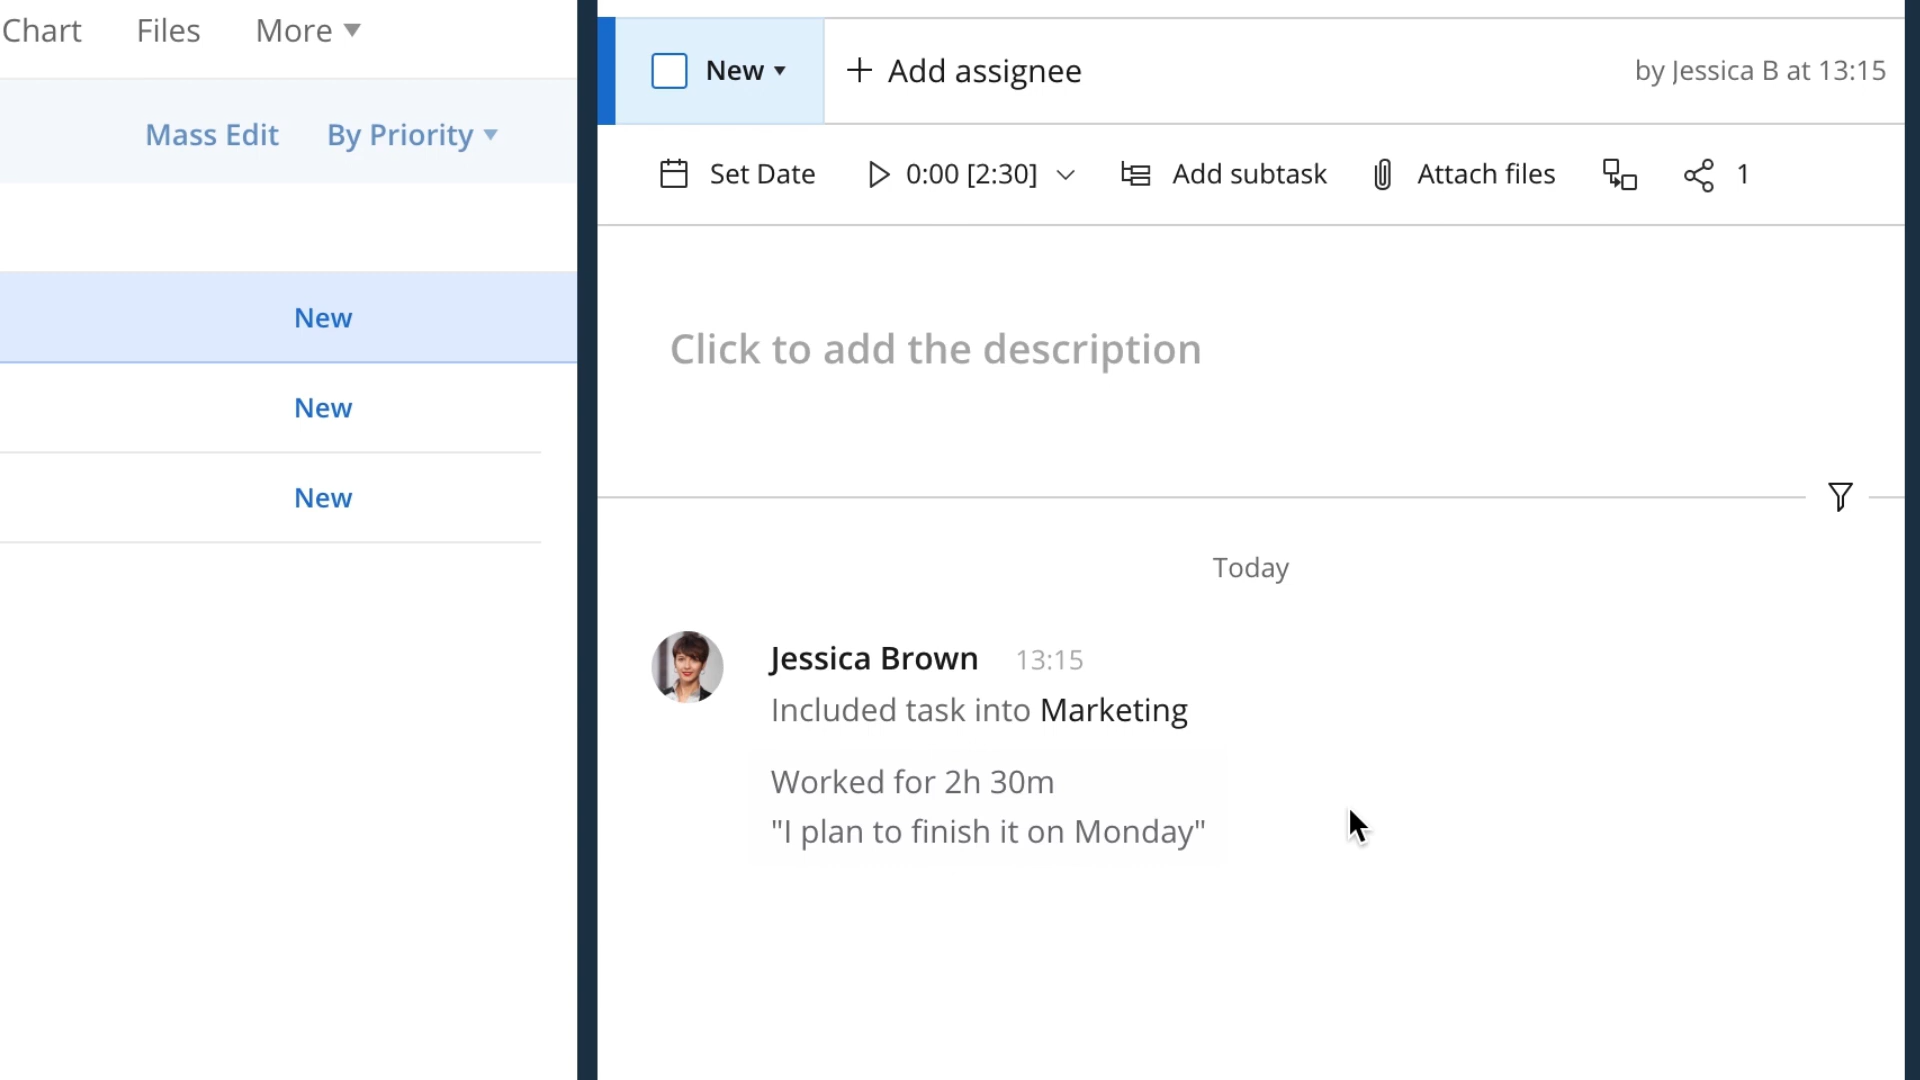 Chart Files More
Mass Edit By Priority
New
New
New
New + Add assignee by Jessica B at 13:15
Set Date 0:00 [2:30] Add subtask Attach files 1
Click to add the description
Today
Jessica Brown 13:15
Included task into Marketing
Worked for 2h 30m
"I plan to finish it on Monday"